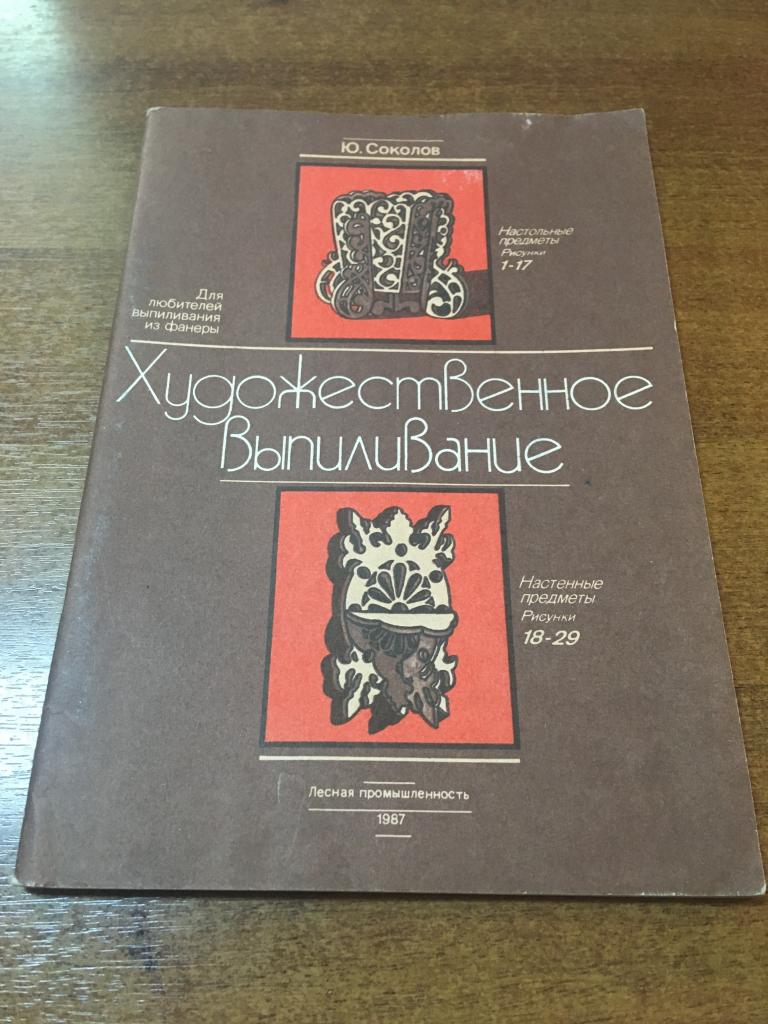 Ю. Соколов
Настольные
предметы
Рисунки
1-17
Для
любителей
выпиливания
из фанеры
Художественное
выпиливание
Настенные
предметы
Рисунки
18-29
Лесная промышленность
1987